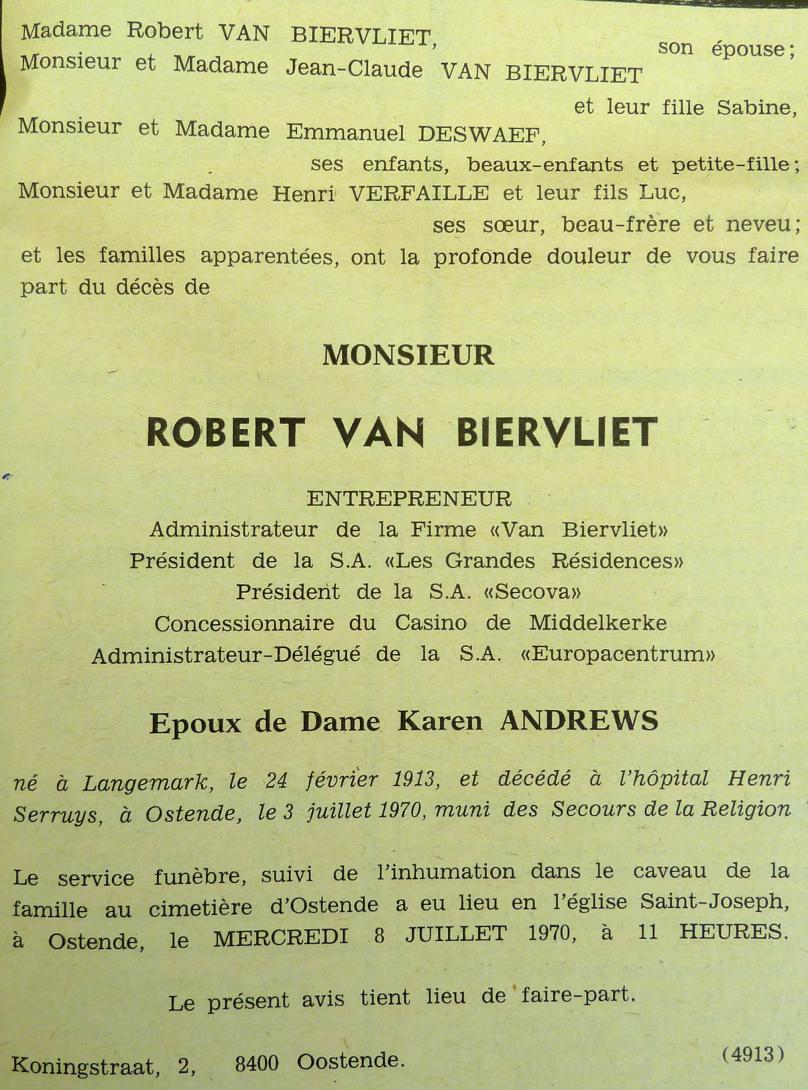 Madame Robert VAN BIERVLIET,
son épouse;
Monsieur et Madame Jean-Claude VAN BIERVLIET
et leur fille Sabine,
Monsieur et Madame Emmanuel DESWAEF,
ses enfants, beaux-enfants et petite-fille;
Monsieur et Madame Henri VERFAILLE et leur fils Luc,
ses sœur, beau-frère et neveu;
et les familles apparentées, ont la profonde douleur de vous faire
part du décès de
MONSIEUR
ROBERT VAN BIERVLIET
ENTREPRENEUR
Administrateur de la Firme «Van Biervliet»
Président de la S.A. «Les Grandes Résidences»
Président de la S.A. «Secova»
Concessionnaire du Casino de Middelkerke
Administrateur-Délégué de la S.A. «Europacentrum»
Epoux de Dame Karen ANDREWS
né à Langemark, le 24 février 1913, et décédé à l'hôpital Henri
Serruys, à Ostende, le 3 juillet 1970, muni des Secours de la Religion
Le service funèbre, suivi de l'inhumation dans le caveau de la
famille au cimetière d'Ostende a eu lieu en l'église Saint-Joseph,
à Ostende, le MERCREDI 8 JUILLET 1970, à 11 HEURES.
Le présent avis tient lieu de faire-part.
Koningstraat, 2, 8400 Oostende.
(4913)